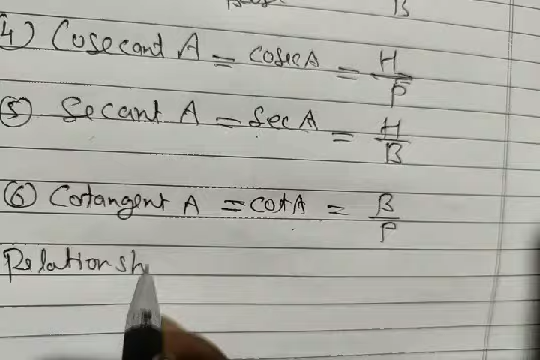 B
4) Cosecant A = cosecA = H/P
(5) Secant A = SecA = H/B
(6) Cotangent A = cotA = B/P
Relationsh